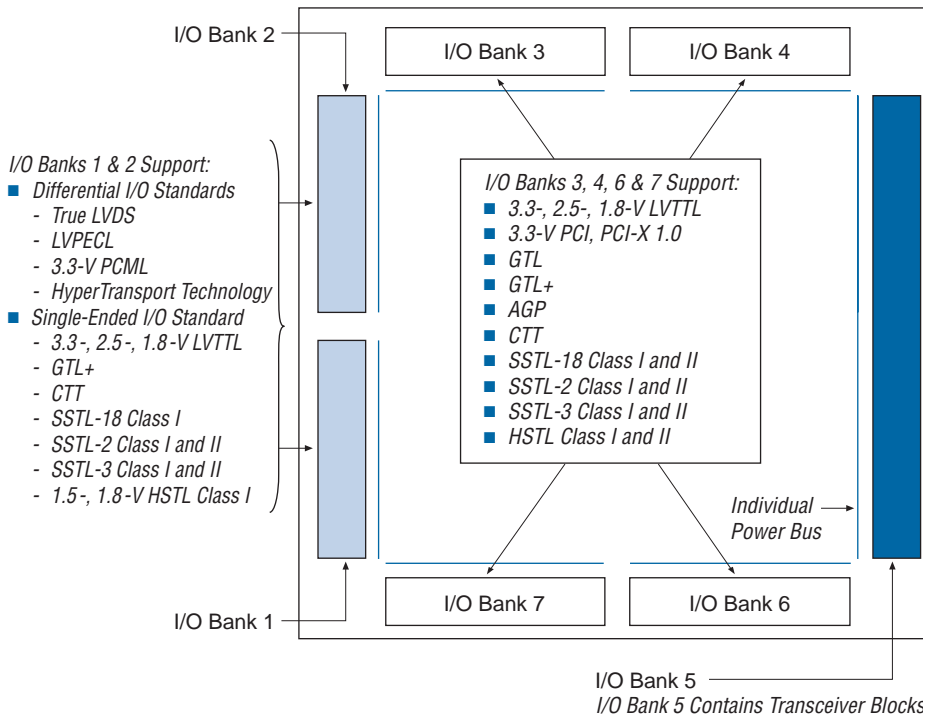 I/O Bank 2
I/O Bank 3
I/O Bank 4
I/O Banks 1 & 2 Support:
■ Differential I/O Standards
- True LVDS
- LVPECL
- 3.3-V PCML
- HyperTransport Technology
■ Single-Ended I/O Standard
- 3.3-, 2.5-, 1.8-V LVTTL
- GTL+
- CTT
- SSTL-18 Class I
- SSTL-2 Class I and II
- SSTL-3 Class I and II
- 1.5-, 1.8-V HSTL Class I
I/O Banks 3, 4, 6 & 7 Support:
■ 3.3-, 2.5-, 1.8-V LVTTL
■ 3.3-V PCI, PCI-X 1.0
■ GTL
■ GTL+
■ AGP
■ CTT
■ SSTL-18 Class I and II
■ SSTL-2 Class I and II
■ SSTL-3 Class I and II
■ HSTL Class I and II
Individual
Power Bus
I/O Bank 7
I/O Bank 6
I/O Bank 1
I/O Bank 5
I/O Bank 5 Contains Transceiver Blocks